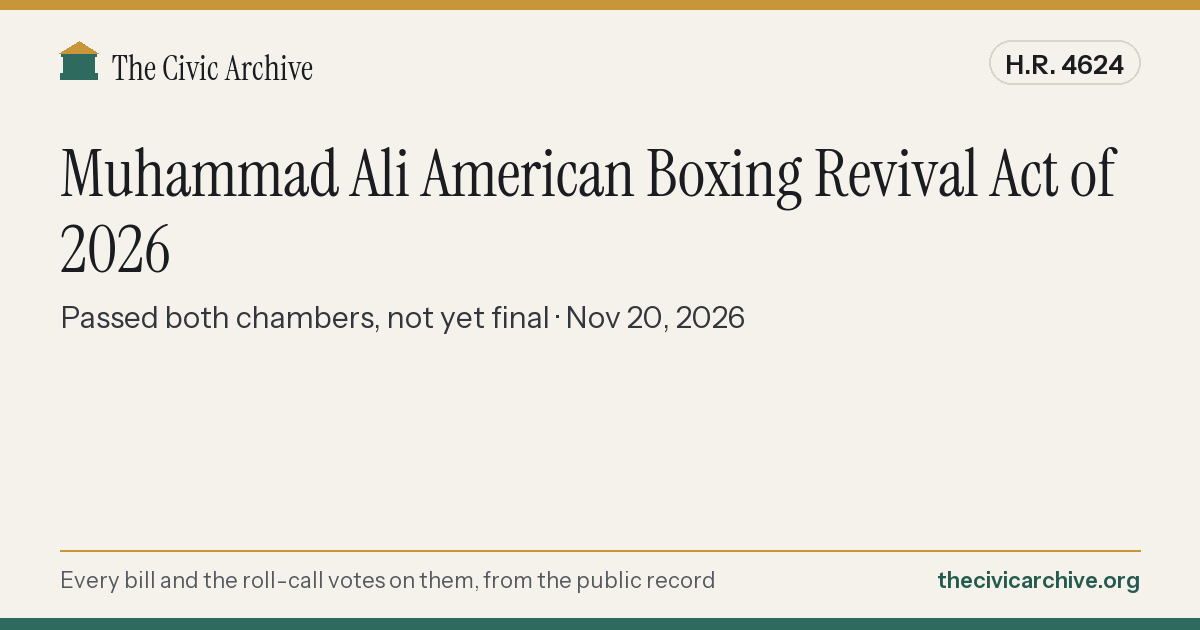 The Civic Archive
H.R. 4624
Muhammad Ali American Boxing Revival Act of
2026
Passed both chambers, not yet final · Nov 20, 2026
Every bill and the roll-call votes on them, from the public record
thecivicarchive.org